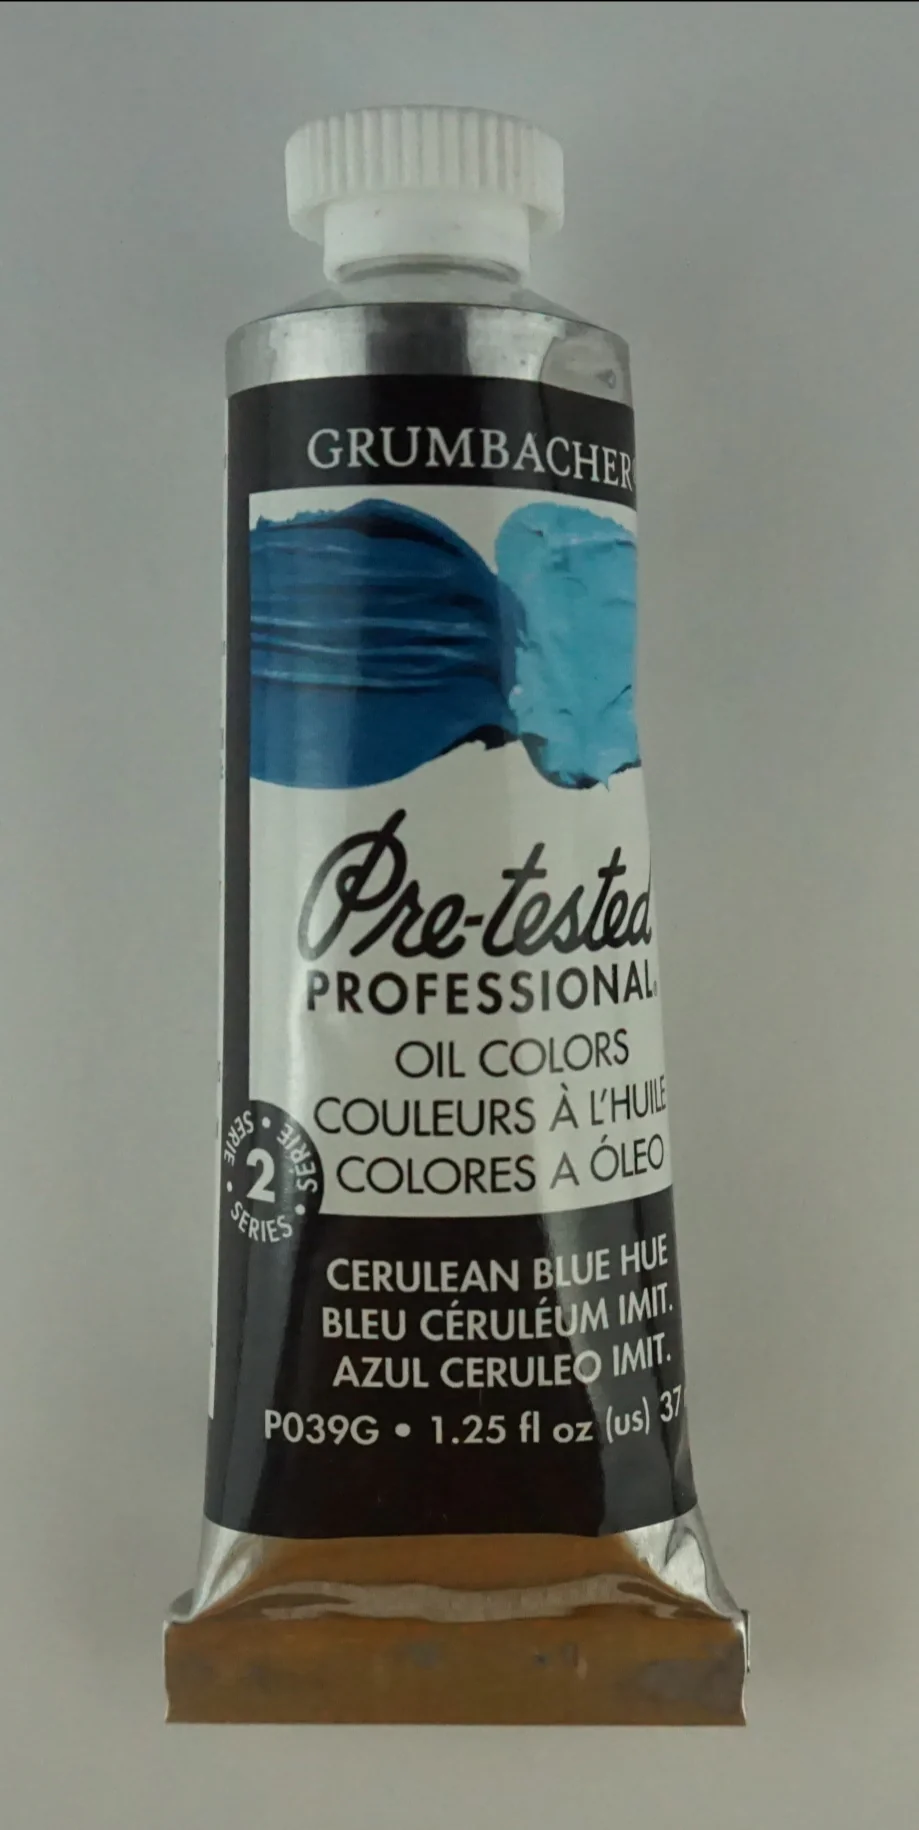 GRUMBACHER
Pre-tested
PROFESSIONAL®
OIL COLORS
COULEURS À L'HUILE
COLORES A ÓLEO
SERIE • SÉRIE • SERIES •
2
CERULEAN BLUE HUE
BLEU CÉRULÉUM IMIT.
AZUL CERULEO IMIT.
P039G • 1.25 fl oz (us) 37